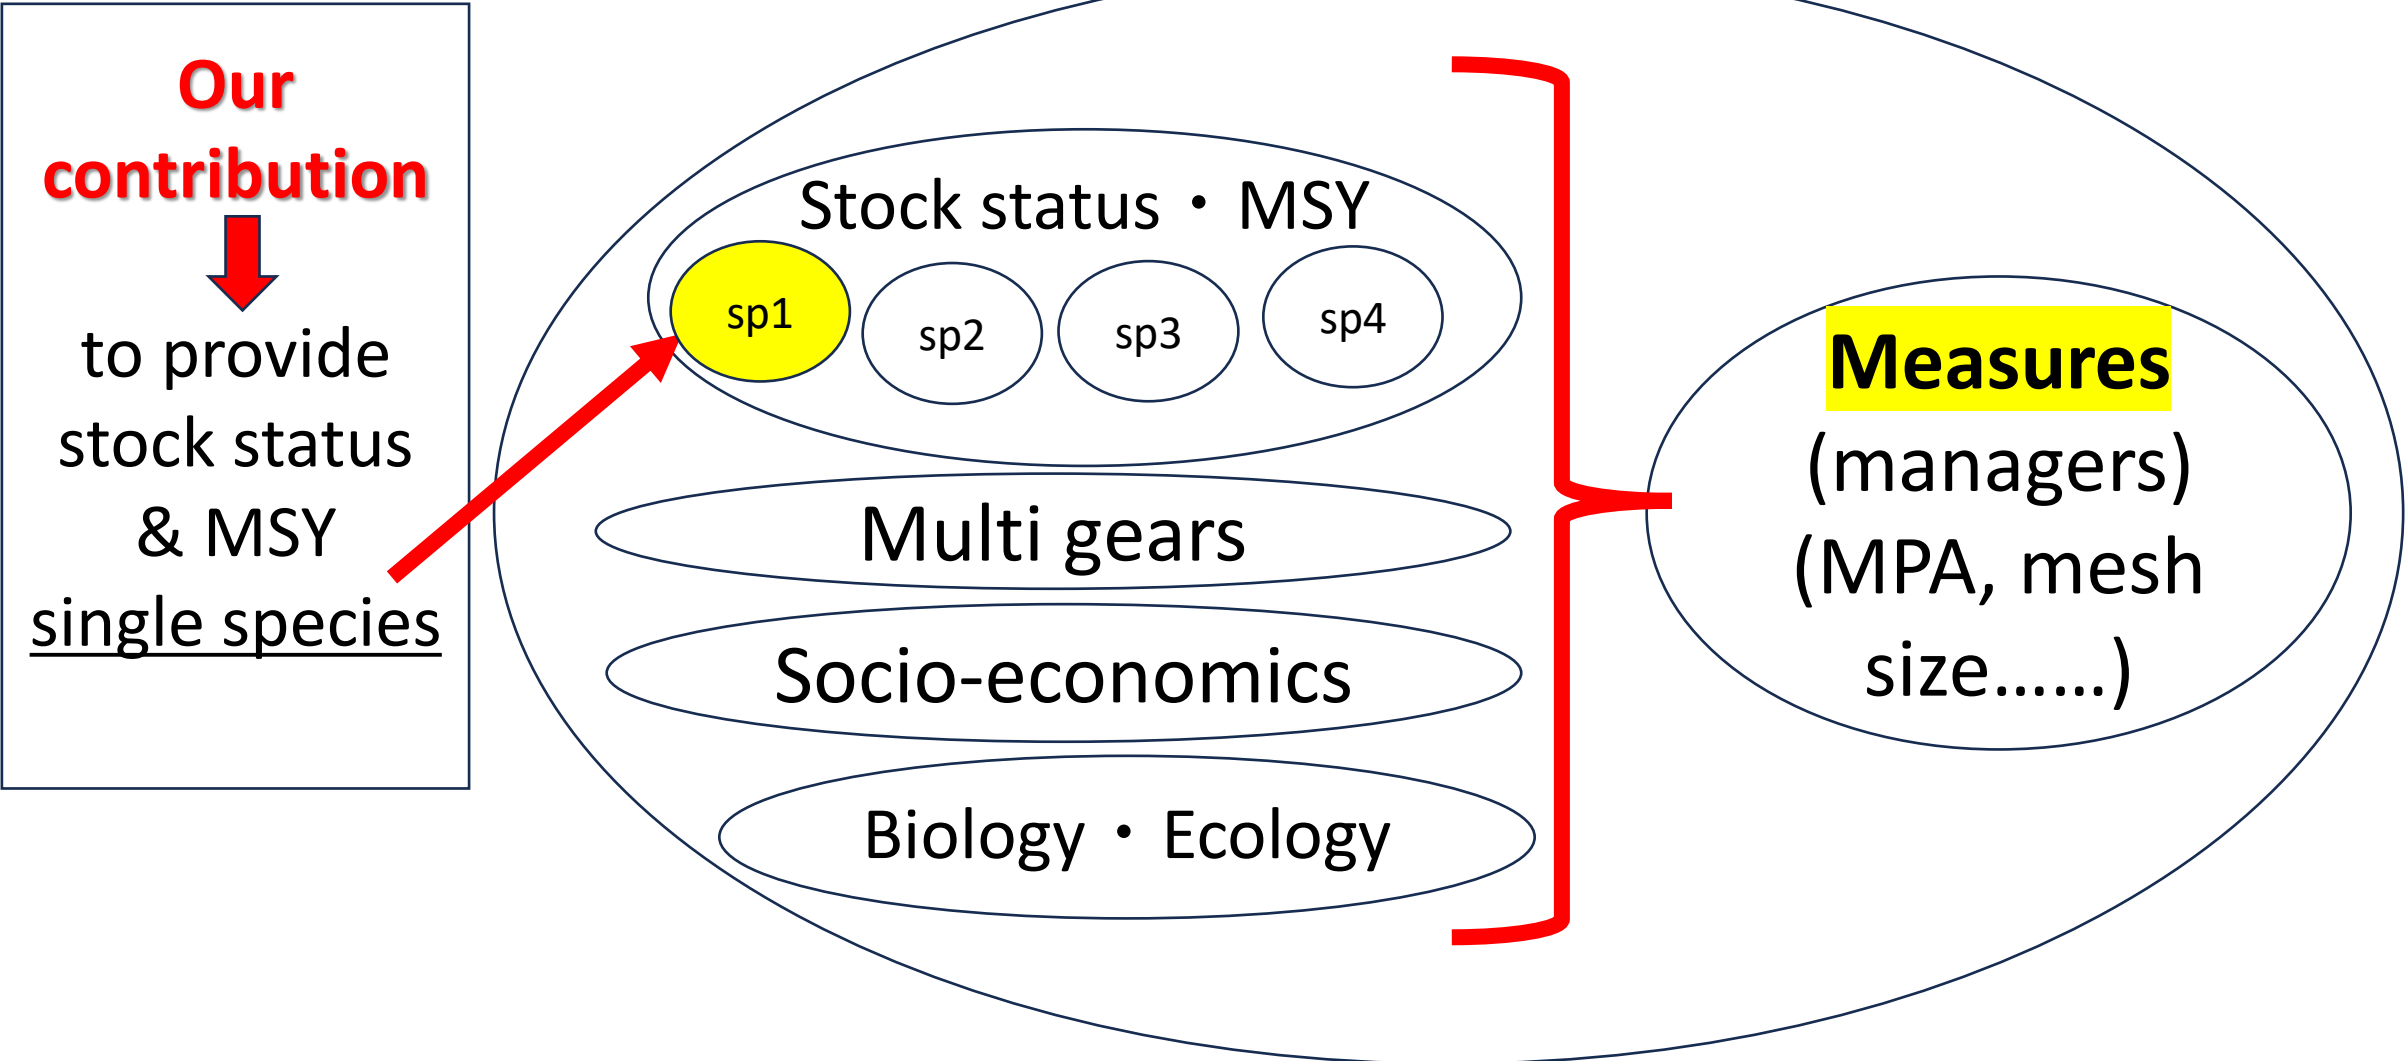 Our
contribution
to provide
stock status
& MSY
single species
Stock status・MSY
sp1
sp2
sp3
sp4
Multi gears
Socio-economics
Biology・Ecology
Measures
(managers)
(MPA, mesh
size......)